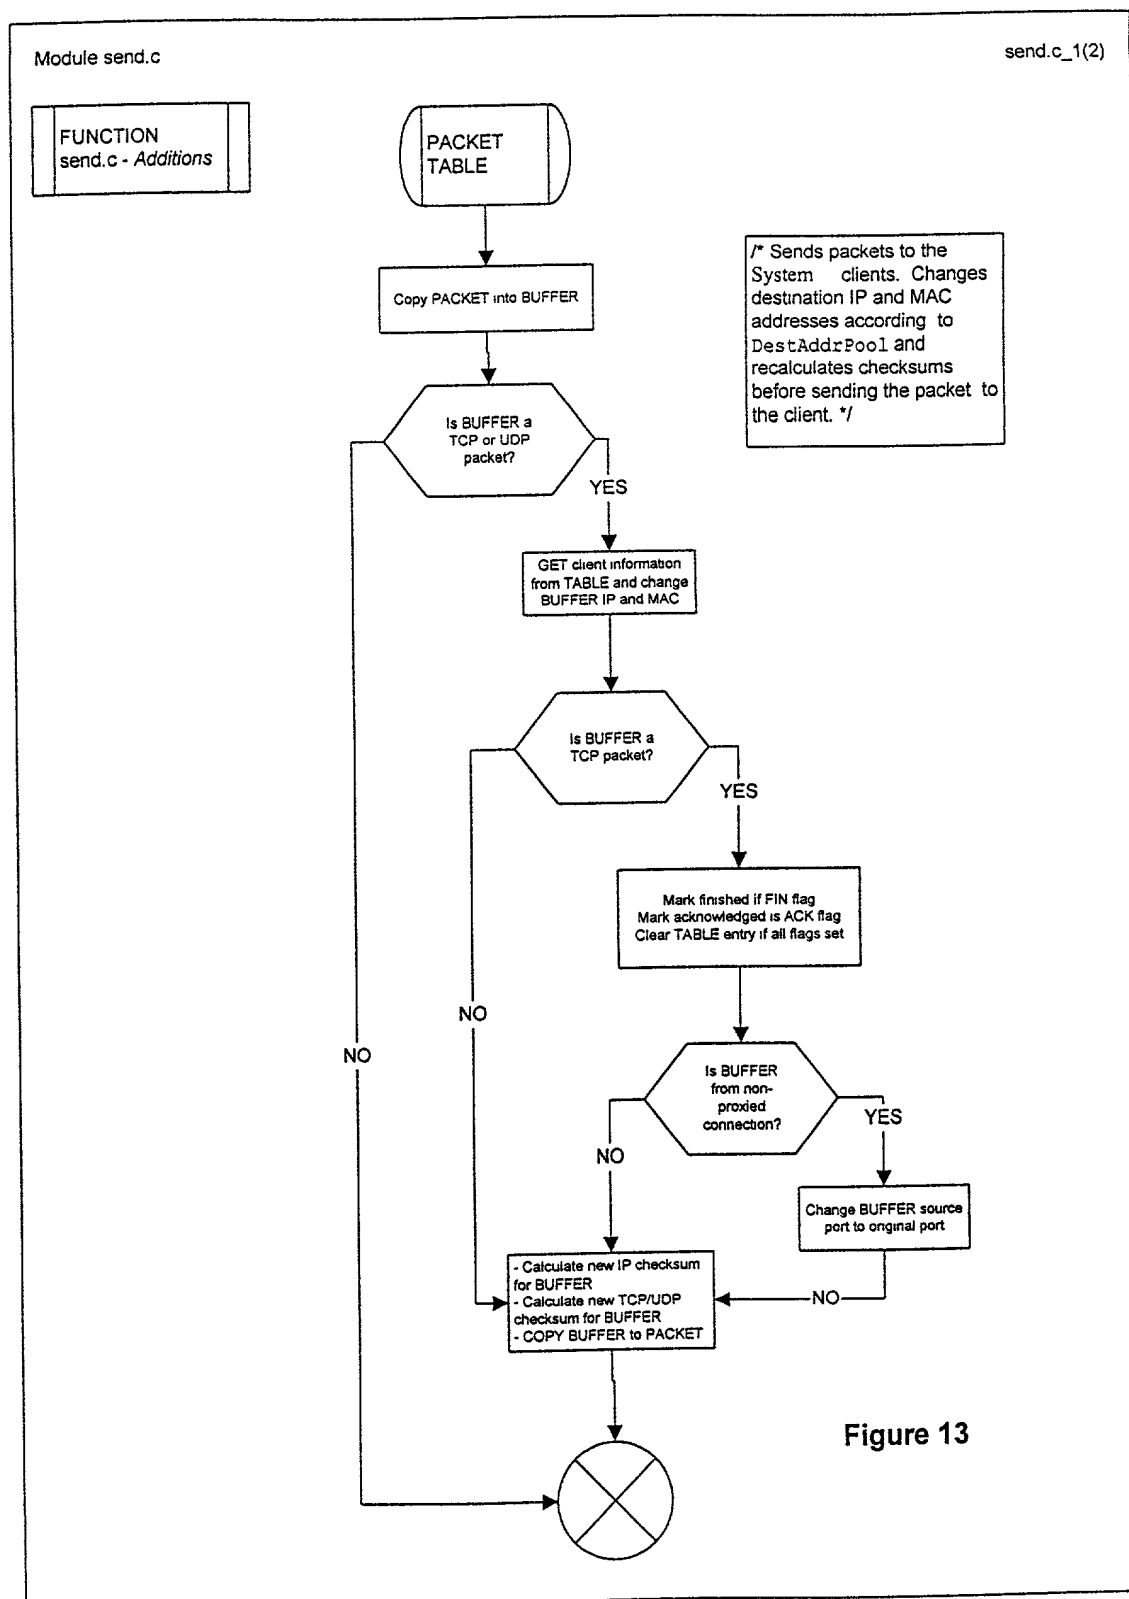 Module send.c
send.c_1(2)
FUNCTION
send.c - Additions
PACKET
TABLE
Copy PACKET into BUFFER
/* Sends packets to the
System clients. Changes
destination IP and MAC
addresses according to
DestAddrPool and
recalculates checksums
before sending the packet to
the client. */
Is BUFFER a
TCP or UDP
packet?
YES
GET client information
from TABLE and change
BUFFER IP and MAC
Is BUFFER a
TCP packet?
YES
Mark finished if FIN flag
Mark acknowledged is ACK flag
Clear TABLE entry if all flags set
NO
NO
Is BUFFER
from non-
proxied
connection?
YES
NO
Change BUFFER source
port to original port
- Calculate new IP checksum
for BUFFER
- Calculate new TCP/UDP
checksum for BUFFER
- COPY BUFFER to PACKET
NO
Figure 13